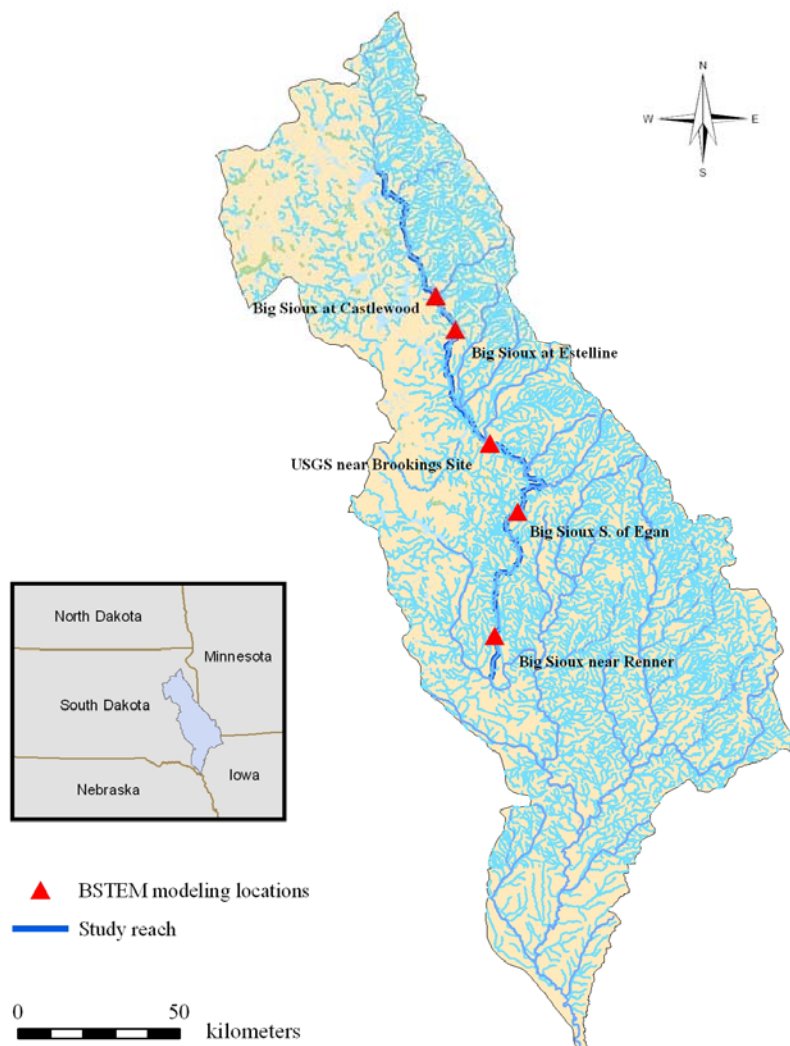 N
W E
S
Big Sioux at Castlewood
Big Sioux at Estelline
USGS near Brookings Site
Big Sioux S. of Egan
Big Sioux near Renner
North Dakota
Minnesota
South Dakota
Iowa
Nebraska
BSTEM modeling locations
Study reach
0 50
kilometers